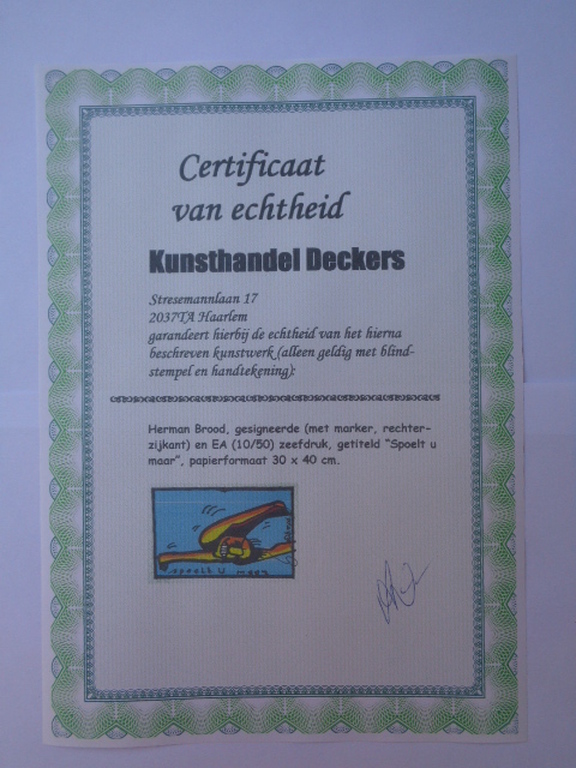 Certificaat
van echtheid
Kunsthandel Deckers
Stresemannlaan 17
2037TA Haarlem
garandeert hierbij de echtheid van het hierna
beschreven kunstwerk (alleen geldig met blind-
stempel en handtekening):
Herman Brood, gesigneerde (met marker, rechter-
zijkant) en EA (10/50) zeefdruk, getiteld "Spoelt u
maar", papierformaat 30 x 40 cm.
spoelt u maar